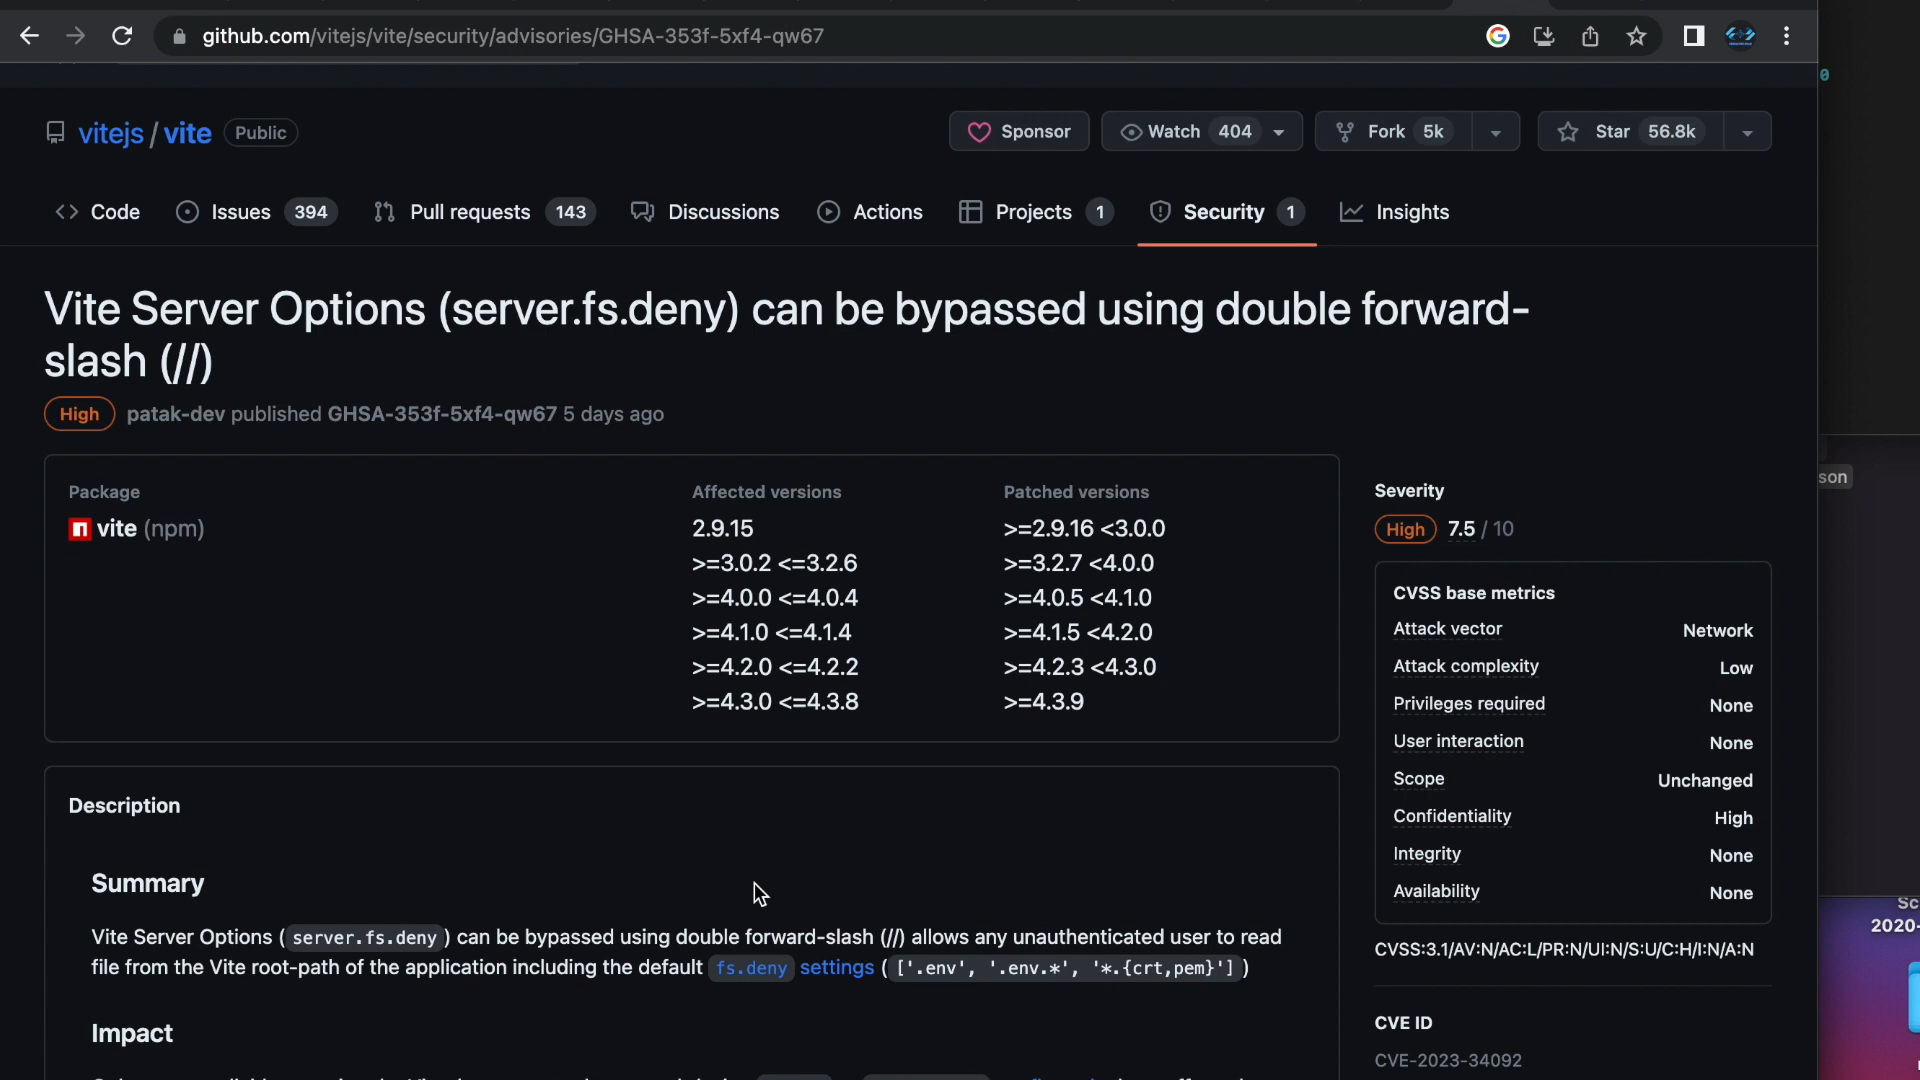 github.com/vitejs/vite/security/advisories/GHSA-353f-5xf4-qw67
vitejs / vite Public
Sponsor Watch 404 Fork 5k Star 56.8k
Code Issues 394 Pull requests 143 Discussions Actions Projects 1 Security 1 Insights
Vite Server Options (server.fs.deny) can be bypassed using double forward-
slash (//)
High patak-dev published GHSA-353f-5xf4-qw67 5 days ago
Package
vite (npm)
Affected versions
2.9.15
>=3.0.2 <=3.2.6
>=4.0.0 <=4.0.4
>=4.1.0 <=4.1.4
>=4.2.0 <=4.2.2
>=4.3.0 <=4.3.8
Patched versions
>=2.9.16 <3.0.0
>=3.2.7 <4.0.0
>=4.0.5 <4.1.0
>=4.1.5 <4.2.0
>=4.2.3 <4.3.0
>=4.3.9
Description
Summary
Vite Server Options (server.fs.deny) can be bypassed using double forward-slash (//) allows any unauthenticated user to read
file from the Vite root-path of the application including the default fs.deny settings (['.env', '.env.*', '*.{crt,pem}'])
Impact
Severity
High 7.5 / 10
CVSS base metrics
Attack vector Network
Attack complexity Low
Privileges required None
User interaction None
Scope Unchanged
Confidentiality High
Integrity None
Availability None
CVSS:3.1/AV:N/AC:L/PR:N/UI:N/S:U/C:H/I:N/A:N
CVE ID
CVE-2023-34092
0
son
Sc
2020-